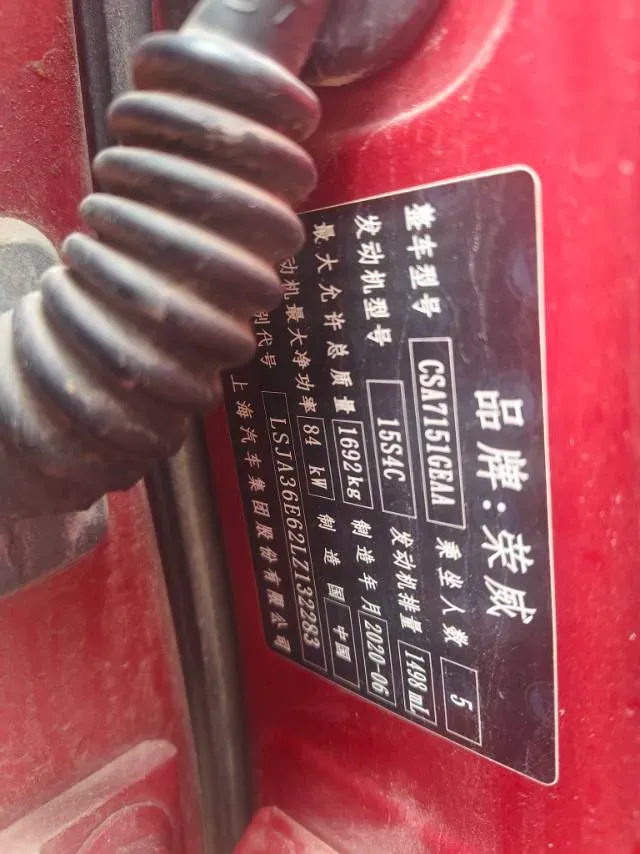 品牌:荣威
整车型号 CSA7151GEAA 乘坐人数 5
发动机型号 15S4C 发动机排量 1498 mL
最大允许总质量 1692kg 制造年月 2020-06
动机最大净功率 84 kW 制造国 中国
别代号 LSJA36E62LZ132283
上海汽车集团股份有限公司